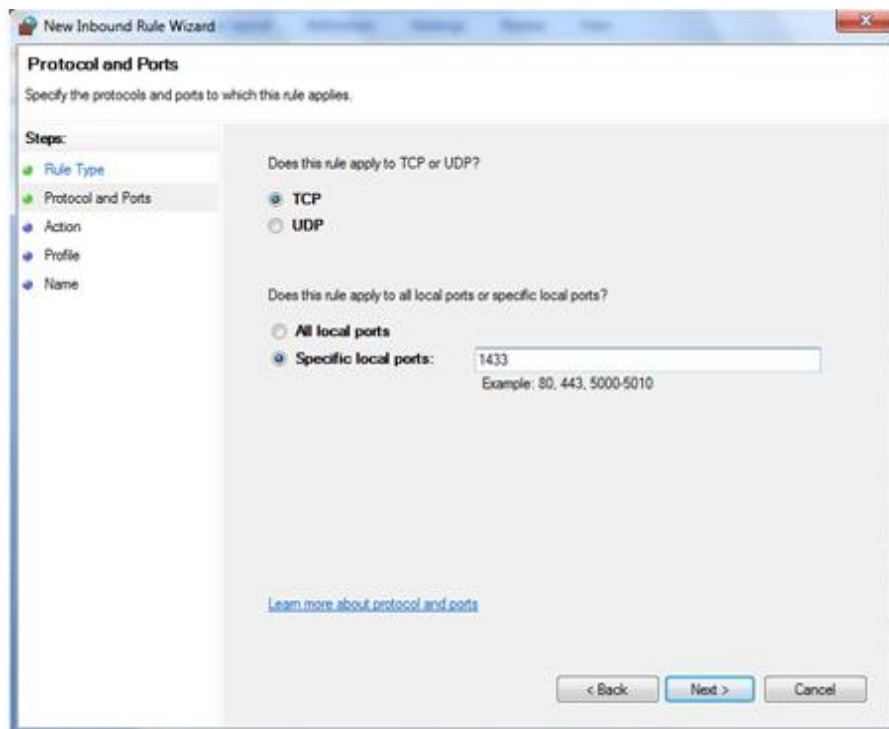 New Inbound Rule Wizard
Protocol and Ports
Specify the protocols and ports to which this rule applies.
Steps:
Rule Type
Protocol and Ports
Action
Profile
Name
Does this rule apply to TCP or UDP?
TCP
UDP
Does this rule apply to all local ports or specific local ports?
All local ports
Specific local ports: 1433
Example: 80, 443, 5000-5010
Learn more about protocol and ports
< Back Next > Cancel